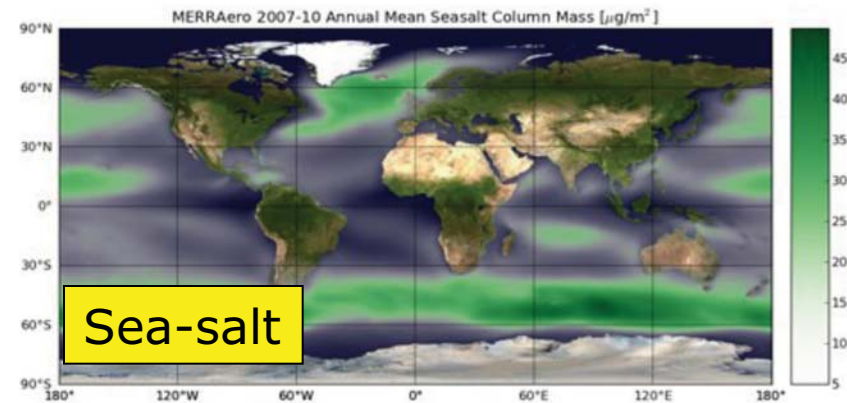 MERRAero 2007-10 Annual Mean Seasalt Column Mass [μg/m²]
90°N
60°N
30°N
0°
30°S
60°S
90°S
180°
120°W
60°W
0°
60°E
120°E
180°
45
40
35
30
25
20
15
10
5
Sea-salt